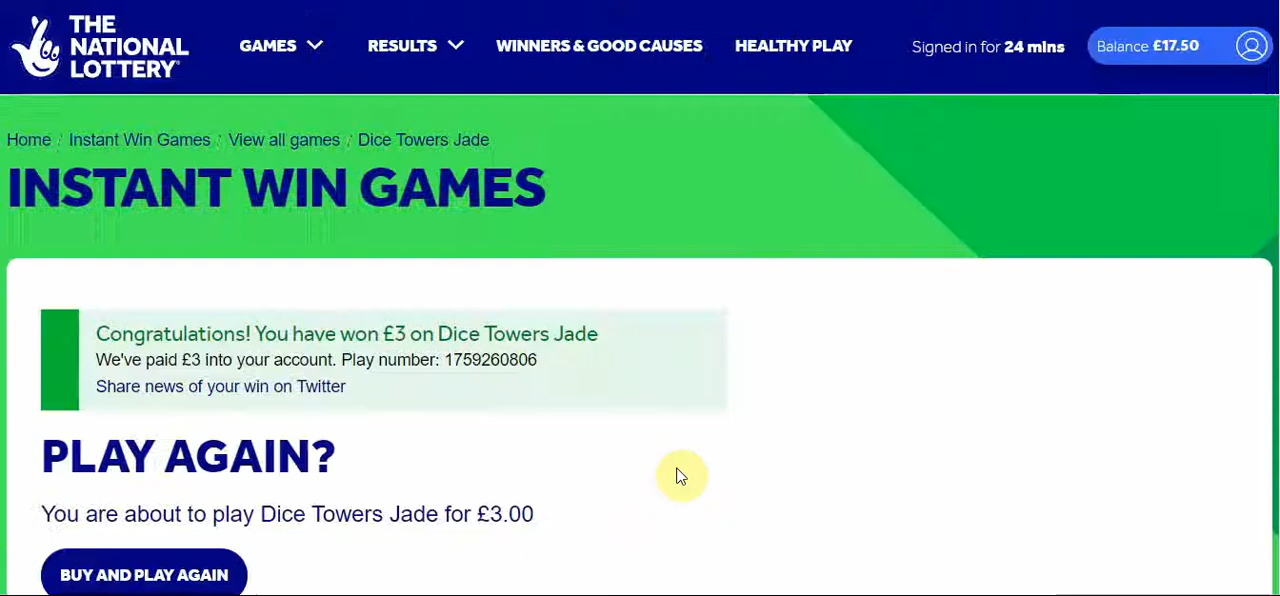 THE
NATIONAL
LOTTERY®
GAMES
RESULTS
WINNERS & GOOD CAUSES
HEALTHY PLAY
Signed in for 24 mins
Balance £17.50
Home / Instant Win Games / View all games / Dice Towers Jade
INSTANT WIN GAMES
Congratulations! You have won £3 on Dice Towers Jade
We've paid £3 into your account. Play number: 1759260806
Share news of your win on Twitter
PLAY AGAIN?
You are about to play Dice Towers Jade for £3.00
BUY AND PLAY AGAIN